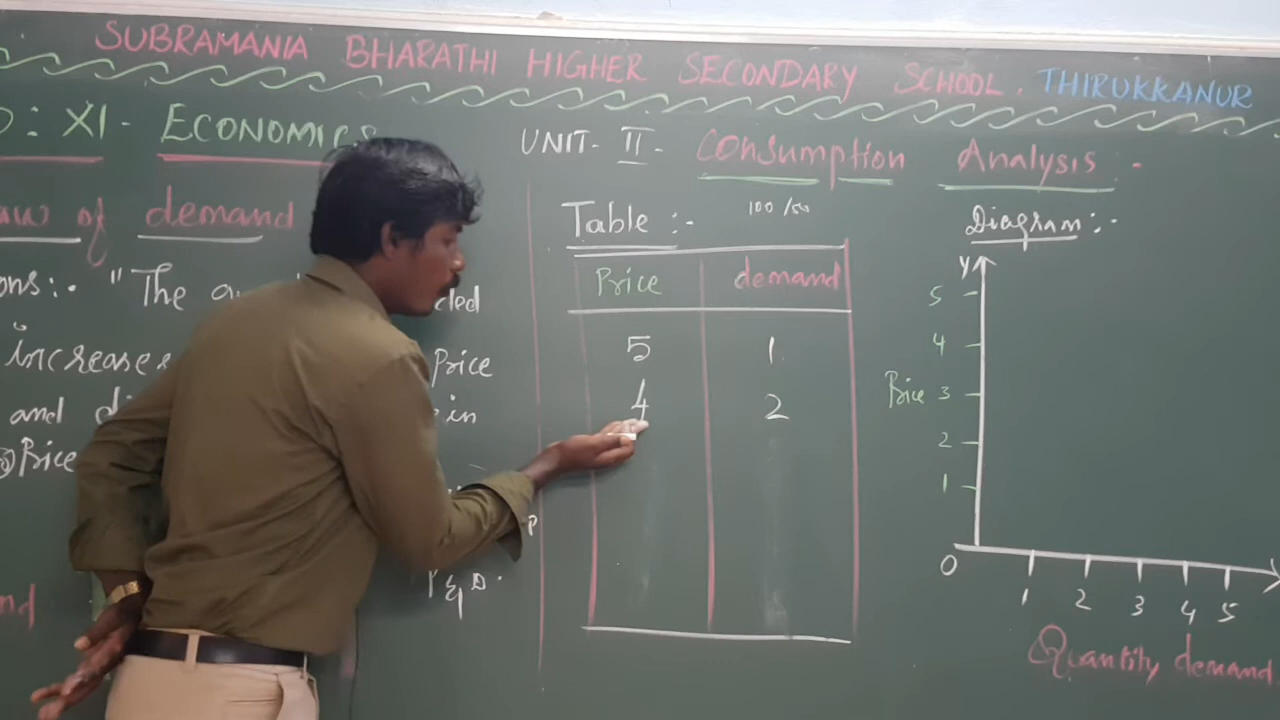 SUBRAMANIA BHARATHI HIGHER SECONDARY SCHOOL. THIRUKKANUR
: XI - ECONOMICS
UNIT - II - Consumption Analysis :-
of demand
"The
increase
Price
and in
Price
P
Table :- 100/50
Price demand
5 1
4 2
Diagram :-
Y
5
4
Price 3
2
1
0
1 2 3 4 5
Quantity demand